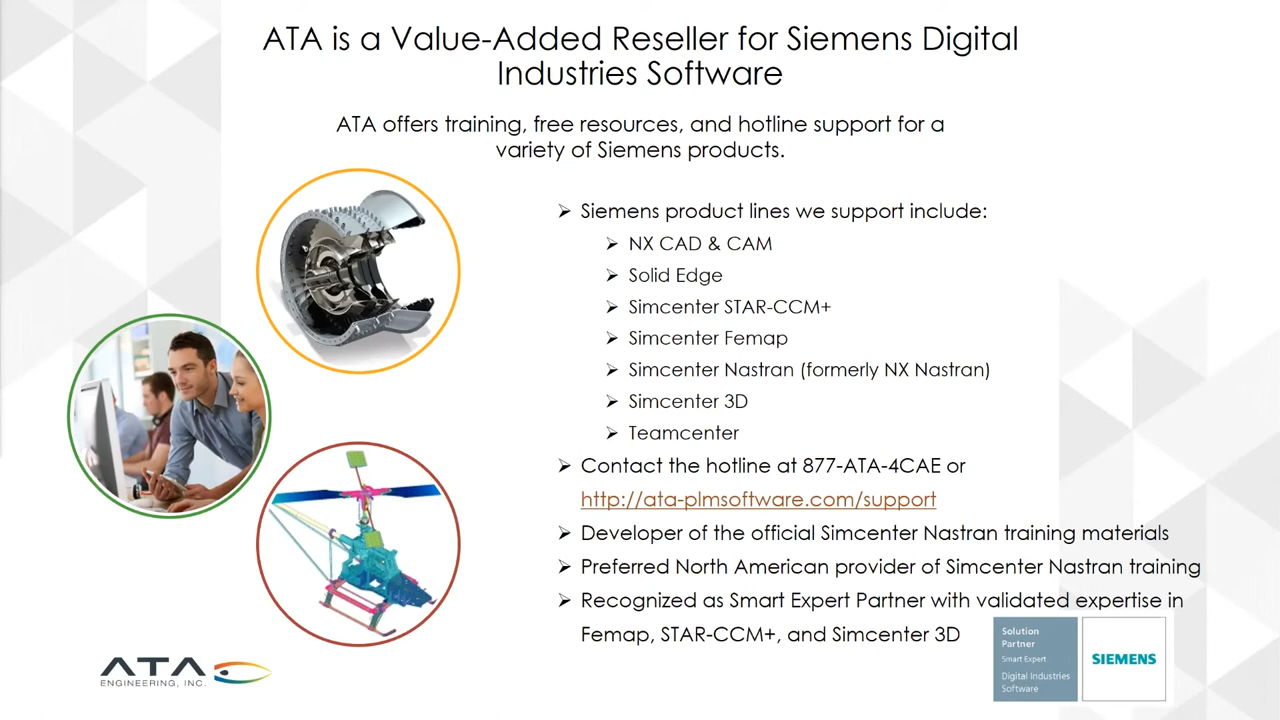 ATA is a Value-Added Reseller for Siemens Digital
Industries Software
ATA offers training, free resources, and hotline support for a
variety of Siemens products.
➢ Siemens product lines we support include:
➢ NX CAD & CAM
➢ Solid Edge
➢ Simcenter STAR-CCM+
➢ Simcenter Femap
➢ Simcenter Nastran (formerly NX Nastran)
➢ Simcenter 3D
➢ Teamcenter
➢ Contact the hotline at 877-ATA-4CAE or
http://ata-plmsoftware.com/support
➢ Developer of the official Simcenter Nastran training materials
➢ Preferred North American provider of Simcenter Nastran training
➢ Recognized as Smart Expert Partner with validated expertise in
Femap, STAR-CCM+, and Simcenter 3D
ATA
ENGINEERING, INC.
Solution
Partner
Smart Expert
Digital Industries
Software
SIEMENS